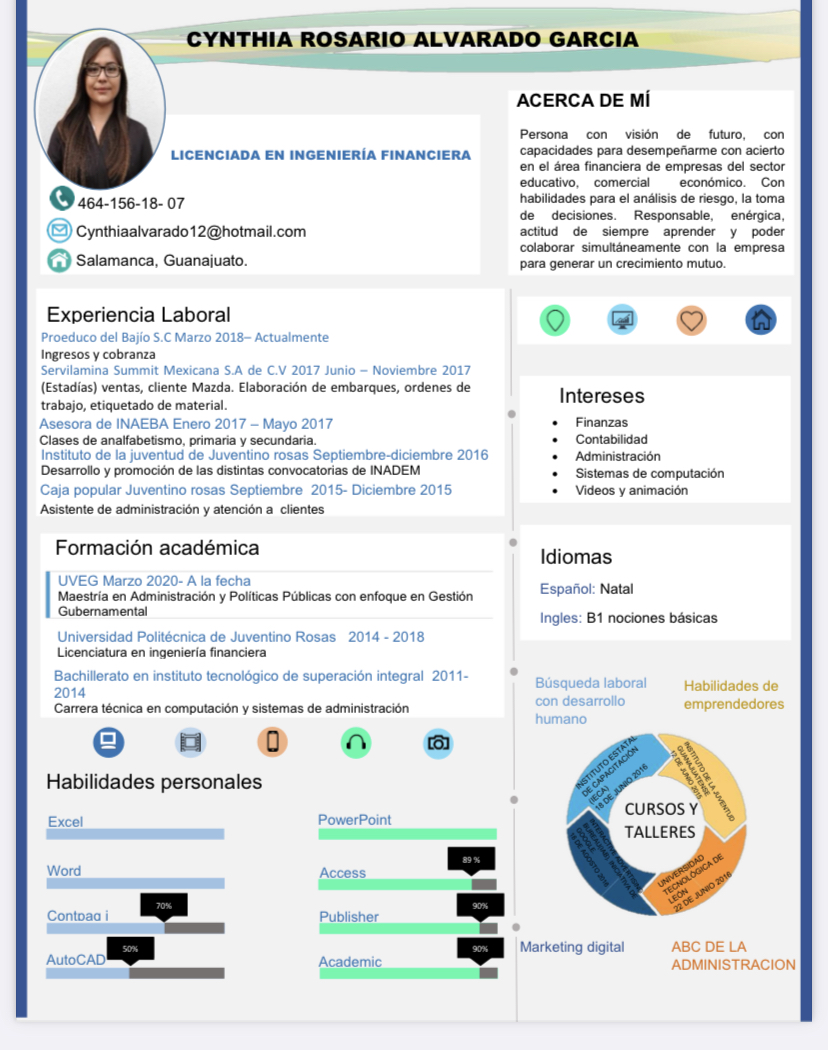 CYNTHIA ROSARIO ALVARADO GARCIA
LICENCIADA EN INGENIERÍA FINANCIERA
464-156-18- 07
Cynthiaalvarado12@hotmail.com
Salamanca, Guanajuato.
ACERCA DE MÍ
Persona con visión de futuro, con
capacidades para desempeñarme con acierto
en el área financiera de empresas del sector
educativo, comercial económico. Con
habilidades para el análisis de riesgo, la toma
de decisiones. Responsable, enérgica,
actitud de siempre aprender y poder
colaborar simultáneamente con la empresa
para generar un crecimiento mutuo.
Experiencia Laboral
Proeduco del Bajío S.C Marzo 2018– Actualmente
Ingresos y cobranza
Servilamina Summit Mexicana S.A de C.V 2017 Junio – Noviembre 2017
(Estadías) ventas, cliente Mazda. Elaboración de embarques, ordenes de
trabajo, etiquetado de material.
Asesora de INAEBA Enero 2017 – Mayo 2017
Clases de analfabetismo, primaria y secundaria.
Instituto de la juventud de Juventino rosas Septiembre-diciembre 2016
Desarrollo y promoción de las distintas convocatorias de INADEM
Caja popular Juventino rosas Septiembre 2015- Diciembre 2015
Asistente de administración y atención a clientes
Formación académica
UVEG Marzo 2020- A la fecha
Maestría en Administración y Políticas Públicas con enfoque en Gestión
Gubernamental
Universidad Politécnica de Juventino Rosas 2014 - 2018
Licenciatura en ingeniería financiera
Bachillerato en instituto tecnológico de superación integral 2011-
2014
Carrera técnica en computación y sistemas de administración
Habilidades personales
Excel
Word
Contpaq i
70%
AutoCAD
50%
PowerPoint
Access
89 %
Publisher
90%
Academic
90%
Intereses
• Finanzas
• Contabilidad
• Administración
• Sistemas de computación
• Videos y animación
Idiomas
Español: Natal
Ingles: B1 nociones básicas
Búsqueda laboral
con desarrollo
humano
Habilidades de
emprendedores
INSTITUTO ESTATAL
DE CAPACITACIÓN
(IECA)
18 DE JUNIO 2016
INSTITUTO DE LA JUVENTUD
GUANAJUATENSE
12 DE JUNIO 2015
CURSOS Y
TALLERES
GOOGLE
14 DE AGOSTO 2016
UNIVERSIDAD
TECNOLÓGICA DE
LEÓN
22 DE JUNIO 2016
Marketing digital
ABC DE LA
ADMINISTRACION